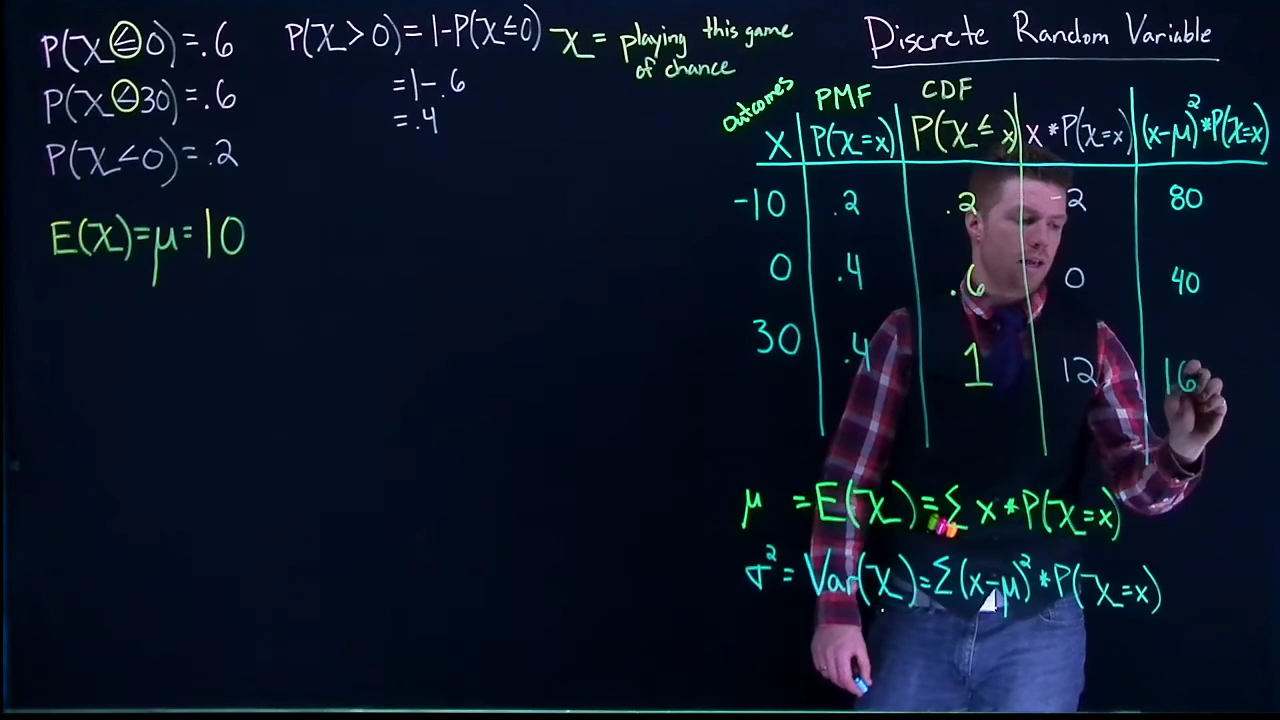 P(X≤0)=.6
P(X<30)=.6
P(X<0)=.2
E(X)=μ=10
P(X>0)=1-P(X≤0)
=1-.6
=.4
X = playing this game
of chance
Discrete Random Variable
outcomes PMF CDF
x P(X=x) P(X≤x) x*P(X=x) (x-μ)²*P(X=x)
-10 .2 .2 -2 80
0 .4 .6 0 40
30 .4 1 12 16
μ = E(X)=Σ x*P(X=x)
σ²= Var(X)=Σ(x-μ)²*P(X=x)